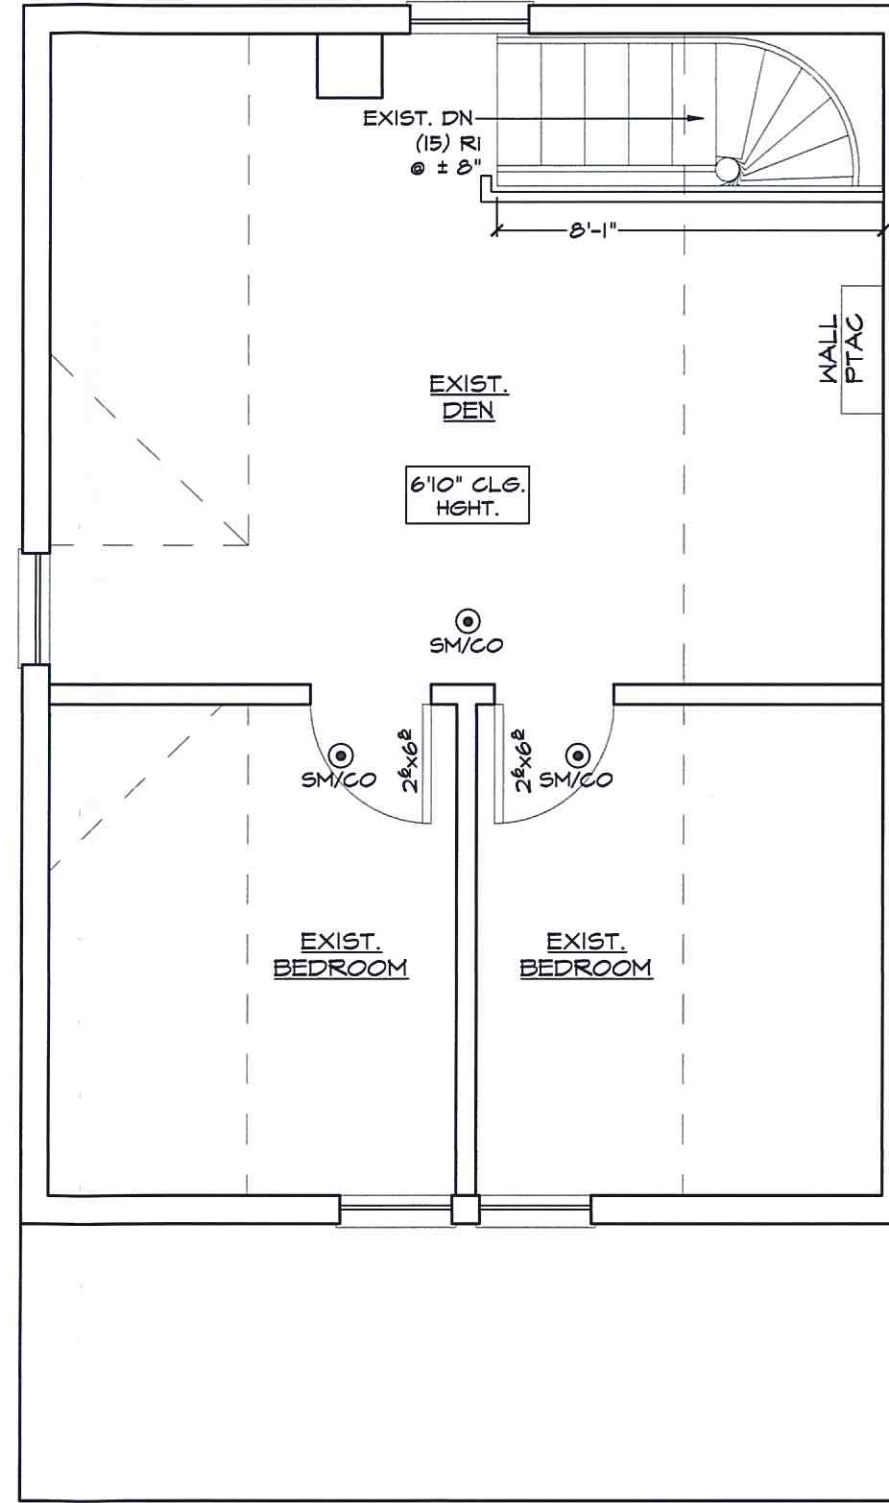 EXIST. DN
(15) RI
@ ± 8"
8'-1"
WALL
PTAC
EXIST.
DEN
6'10" CLG.
HGHT.
SM/CO
SM/CO
2⁶x6⁸
2⁶x6⁸
SM/CO
EXIST.
BEDROOM
EXIST.
BEDROOM